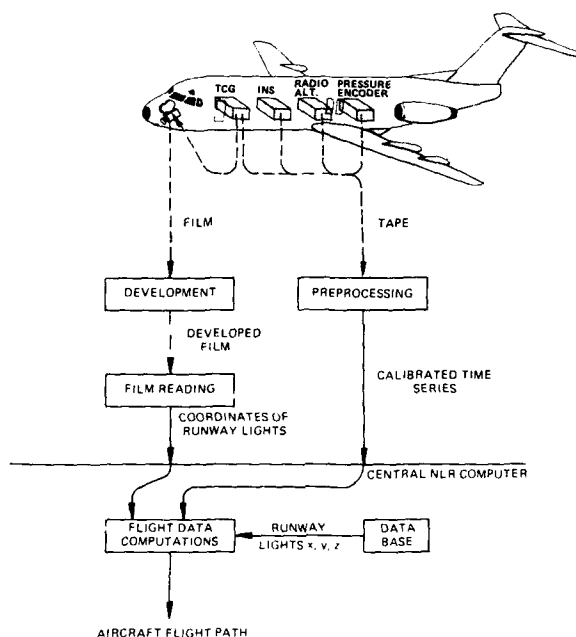 TCG
INS
RADIO
ALT.
PRESSURE
ENCODER
FILM
TAPE
DEVELOPMENT
PREPROCESSING
DEVELOPED
FILM
FILM READING
CALIBRATED TIME
SERIES
COORDINATES OF
RUNWAY LIGHTS
CENTRAL NLR COMPUTER
FLIGHT DATA
COMPUTATIONS
RUNWAY
LIGHTS x, y, z
DATA
BASE
AIRCRAFT FLIGHT PATH